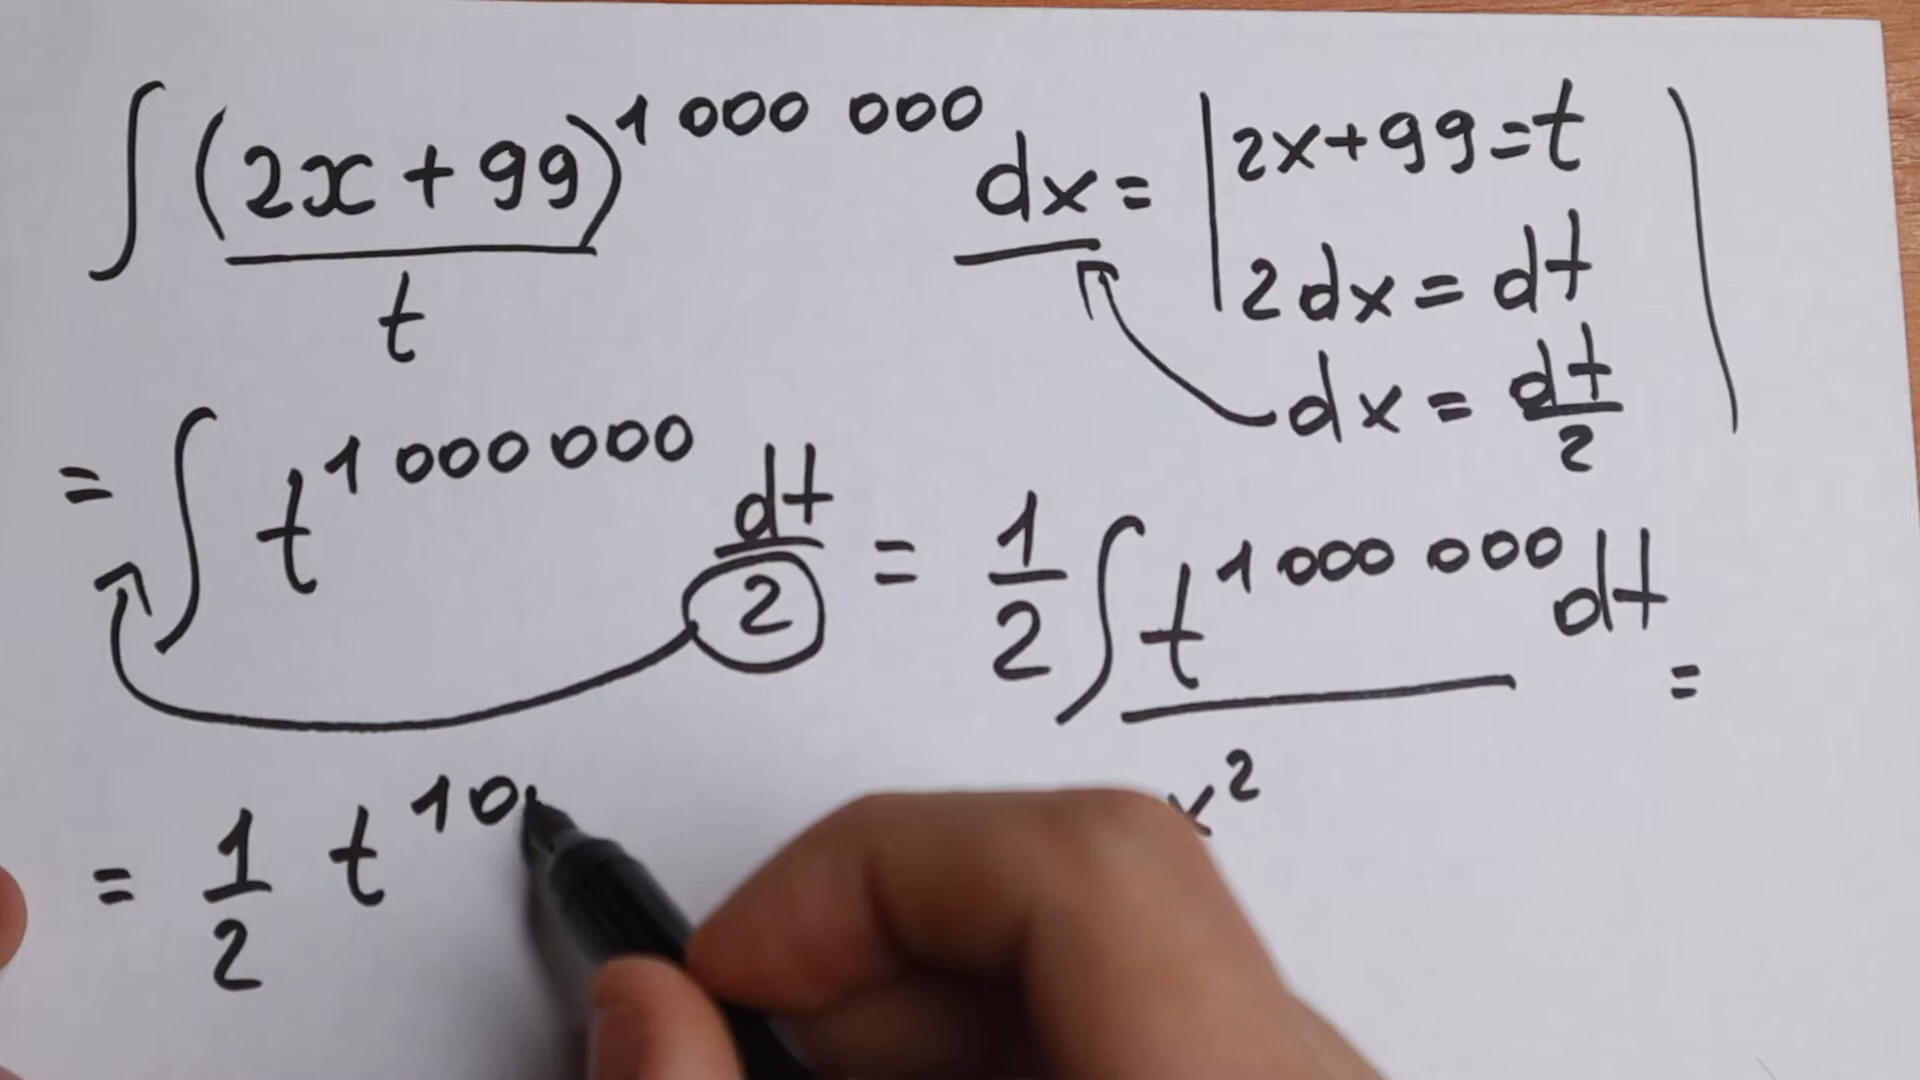 ∫ (2x + 99)^1 000 000 dx = | 2x + 99 = t |
t
2dx = dt
dx = dt/2
= ∫ t^1 000 000 dt/2 = 1/2 ∫ t^1 000 000 dt =
x^2
= 1/2 t^10